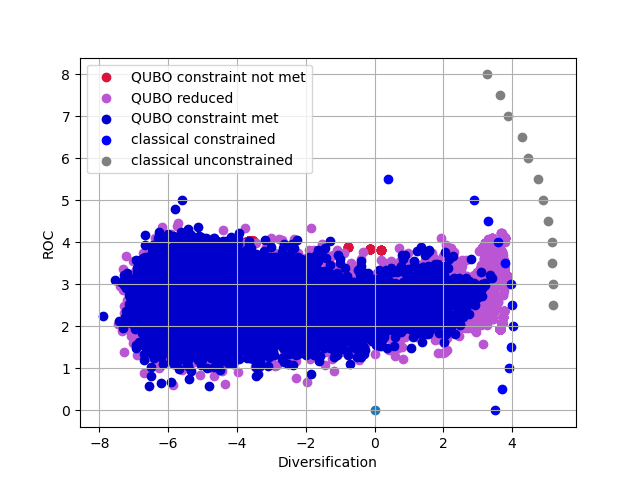 QUBO constraint not met
QUBO reduced
QUBO constraint met
classical constrained
classical unconstrained
8
7
6
5
4
3
2
1
0
ROC
−8 −6 −4 −2 0 2 4
Diversification